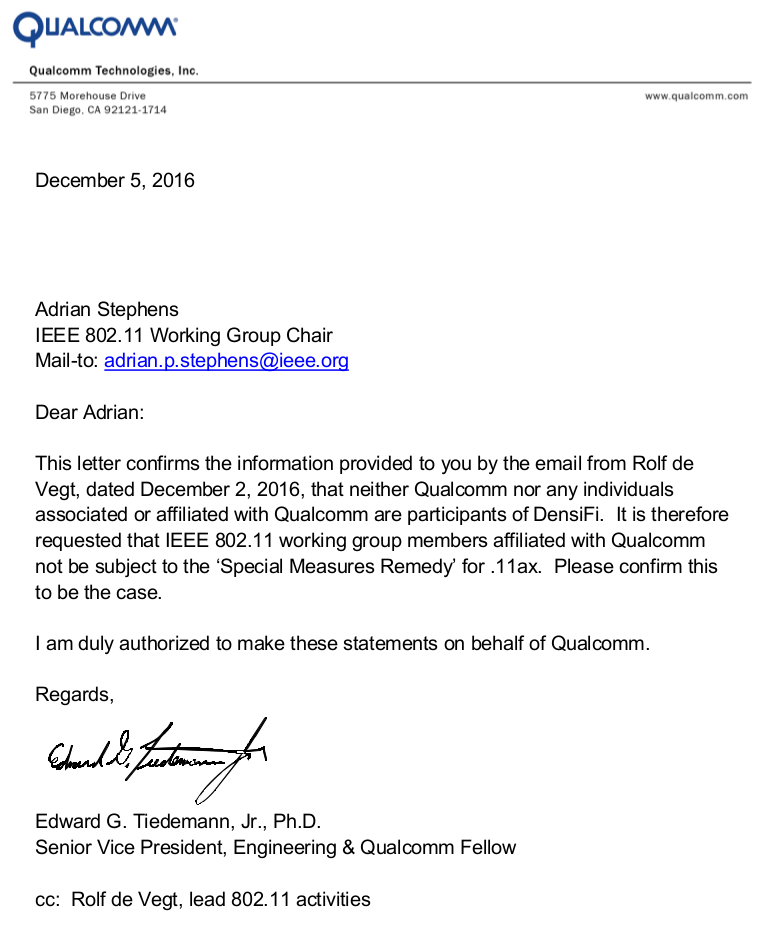 QUALCOMM®
Qualcomm Technologies, Inc.
5775 Morehouse Drive www.qualcomm.com
San Diego, CA 92121-1714
December 5, 2016
Adrian Stephens
IEEE 802.11 Working Group Chair
Mail-to: adrian.p.stephens@ieee.org
Dear Adrian:
This letter confirms the information provided to you by the email from Rolf de
Vegt, dated December 2, 2016, that neither Qualcomm nor any individuals
associated or affiliated with Qualcomm are participants of DensiFi.  It is therefore
requested that IEEE 802.11 working group members affiliated with Qualcomm
not be subject to the ‘Special Measures Remedy’ for .11ax.  Please confirm this
to be the case.
I am duly authorized to make these statements on behalf of Qualcomm.
Regards,
Edward G. Tiedemann Jr
Edward G. Tiedemann, Jr., Ph.D.
Senior Vice President, Engineering & Qualcomm Fellow
cc:  Rolf de Vegt, lead 802.11 activities